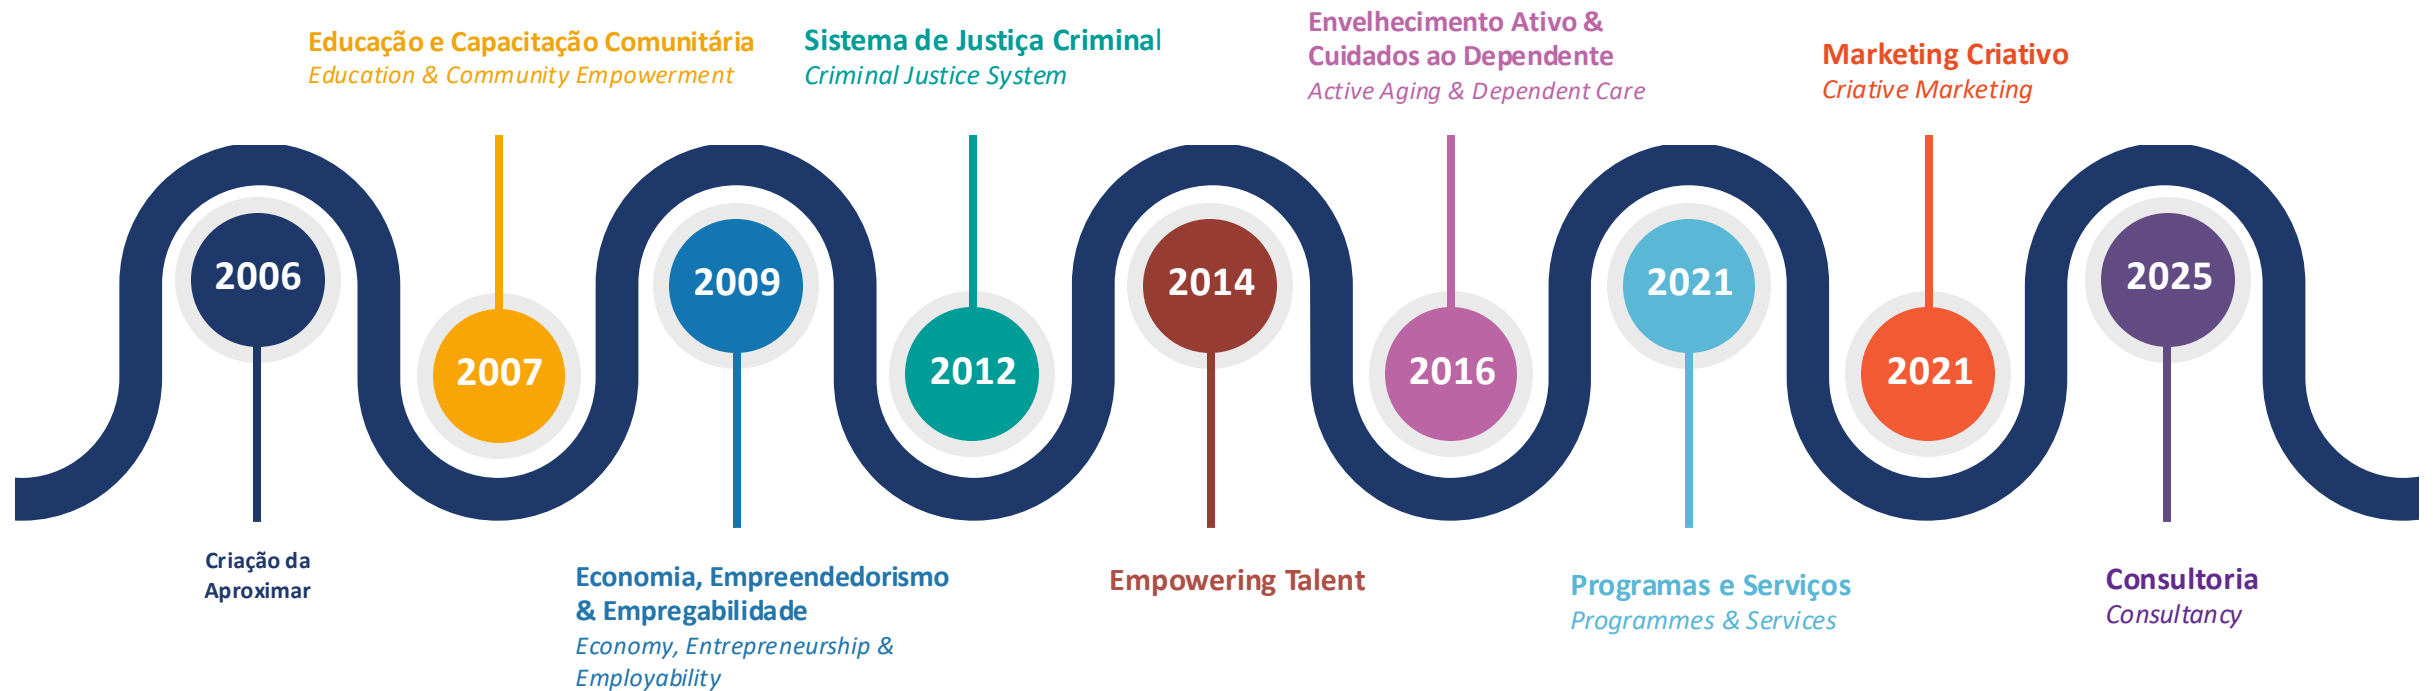 Educação e Capacitação Comunitária
Education & Community Empowerment
Sistema de Justiça Criminal
Criminal Justice System
Envelhecimento Ativo &
Cuidados ao Dependente
Active Aging & Dependent Care
Marketing Criativo
Criative Marketing
2006
2007
2009
2012
2014
2016
2021
2021
2025
Criação da
Aproximar
Economia, Empreendedorismo
& Empregabilidade
Economy, Entrepreneurship &
Employability
Empowering Talent
Programas e Serviços
Programmes & Services
Consultoria
Consultancy